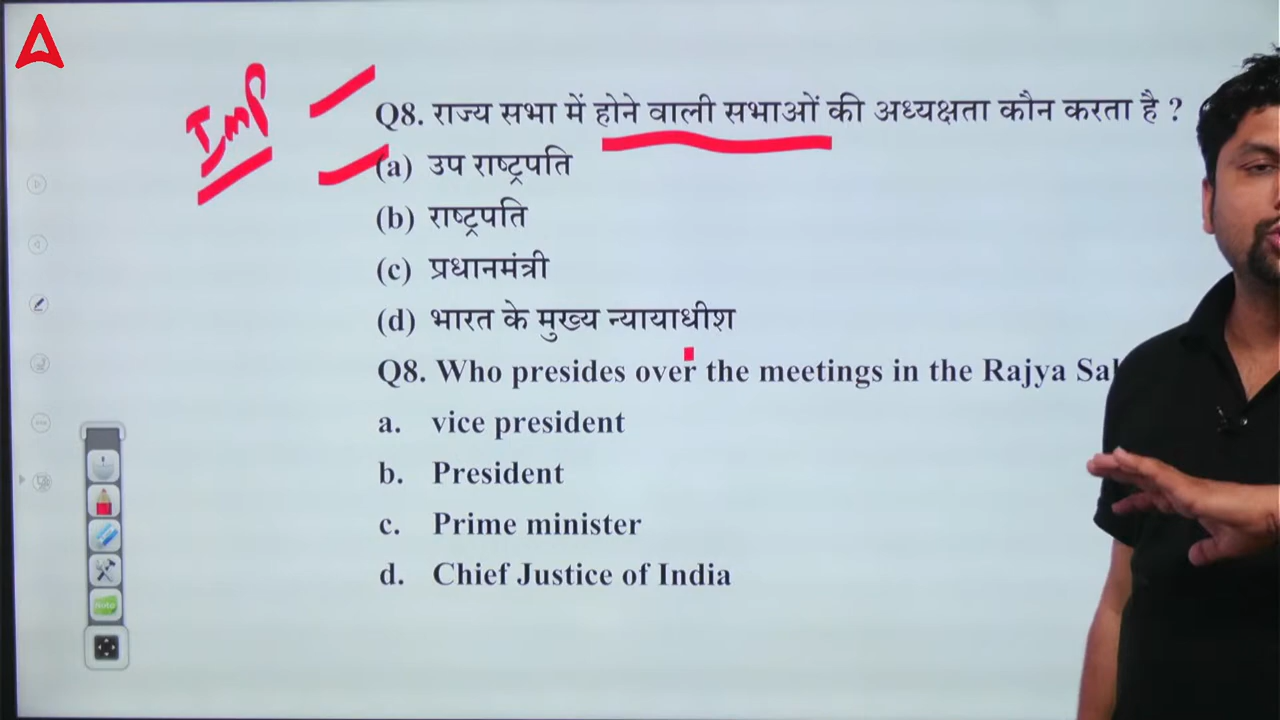 Imp
Q8. राज्य सभा में होने वाली सभाओं की अध्यक्षता कौन करता है ?
(a) उप राष्ट्रपति
(b) राष्ट्रपति
(c) प्रधानमंत्री
(d) भारत के मुख्य न्यायाधीश
Q8. Who presides over the meetings in the Rajya
a. vice president
b. President
c. Prime minister
d. Chief Justice of India
Note